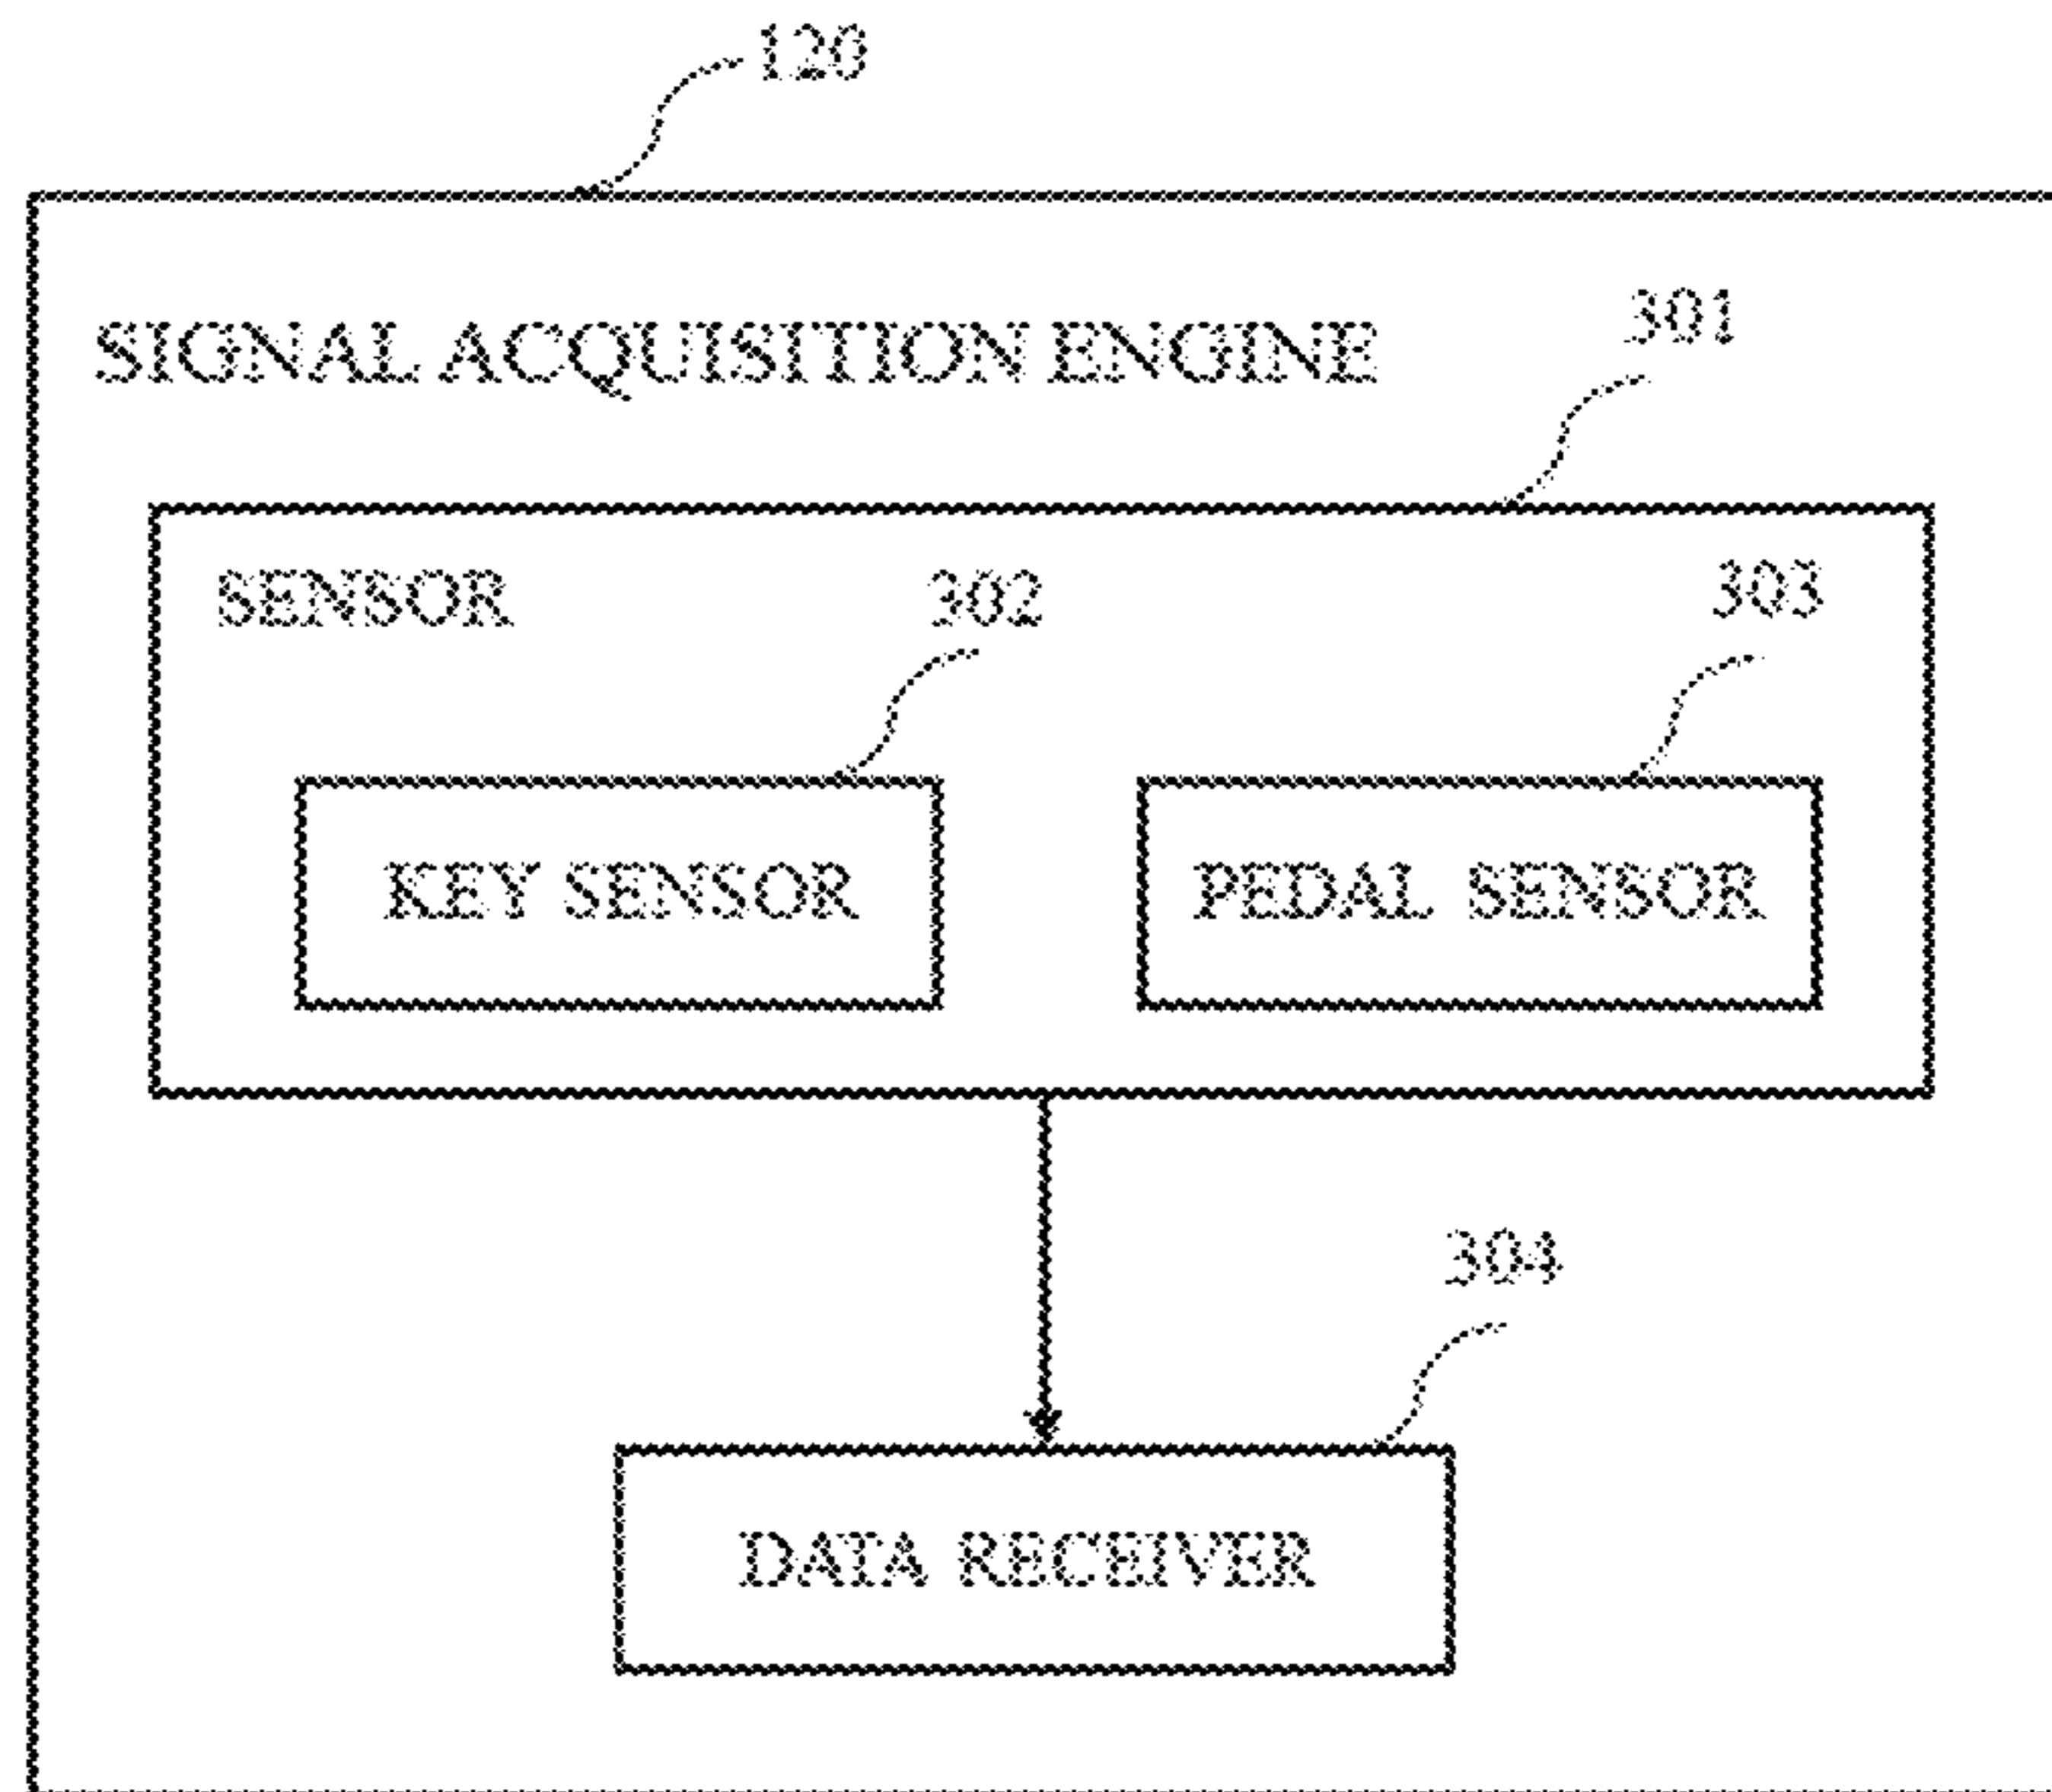 120
SIGNAL ACQUISITION ENGINE
301
SENSOR
302
303
KEY SENSOR
PEDAL SENSOR
304
DATA RECEIVER